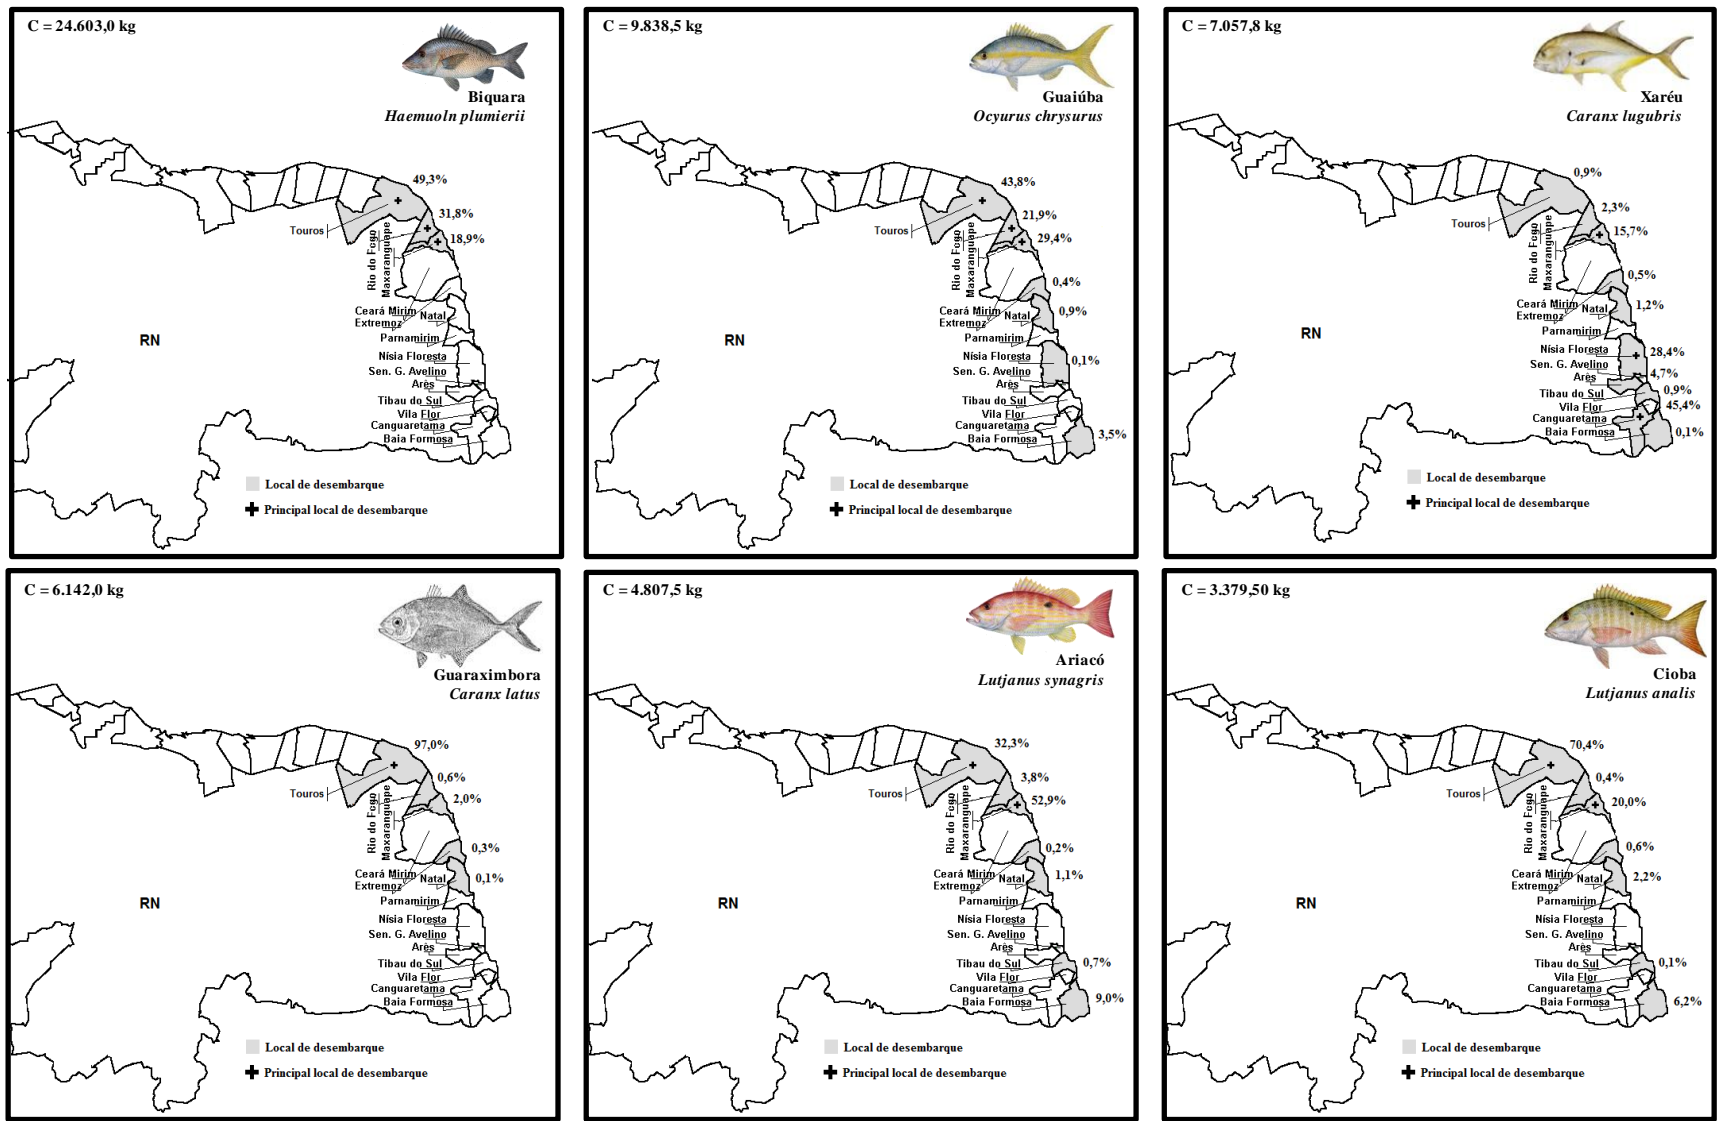 C = 24.603,0 kg
Biquara
Haemuoln plumierii
49,3%
31,8%
18,9%
Touros
Rio do Fogo
Maxaranguape
Ceará Mirim
Extremoz
Natal
Parnamirim
RN
Nísia Floresta
Sen. G. Avelino
Arês
Tibau do Sul
Vila Flor
Canguaretama
Baia Formosa
Local de desembarque
Principal local de desembarque
C = 9.838,5 kg
Guaiúba
Ocyurus chrysurus
43,8%
21,9%
29,4%
Touros
Rio do Fogo
Maxaranguape
0,4%
Ceará Mirim
Extremoz
Natal
0,9%
Parnamirim
RN
Nísia Floresta
0,1%
Sen. G. Avelino
Arês
Tibau do Sul
Vila Flor
Canguaretama
Baia Formosa
3,5%
Local de desembarque
Principal local de desembarque
C = 7.057,8 kg
Xaréu
Caranx lugubris
0,9%
2,3%
15,7%
Touros
Rio do Fogo
Maxaranguape
0,5%
Ceará Mirim
Extremoz
Natal
1,2%
Parnamirim
RN
Nísia Floresta
28,4%
Sen. G. Avelino
4,7%
Arês
0,9%
Tibau do Sul
Vila Flor
45,4%
Canguaretama
Baia Formosa
0,1%
Local de desembarque
Principal local de desembarque
C = 6.142,0 kg
Guaraximbora
Caranx latus
97,0%
0,6%
2,0%
Touros
Rio do Fogo
Maxaranguape
0,3%
Ceará Mirim
Extremoz
Natal
0,1%
Parnamirim
RN
Nísia Floresta
Sen. G. Avelino
Arês
Tibau do Sul
Vila Flor
Canguaretama
Baia Formosa
Local de desembarque
Principal local de desembarque
C = 4.807,5 kg
Ariacó
Lutjanus synagris
32,3%
3,8%
52,9%
Touros
Rio do Fogo
Maxaranguape
0,2%
Ceará Mirim
Extremoz
Natal
1,1%
Parnamirim
RN
Nísia Floresta
Sen. G. Avelino
Arês
Tibau do Sul
0,7%
Vila Flor
Canguaretama
Baia Formosa
9,0%
Local de desembarque
Principal local de desembarque
C = 3.379,50 kg
Cioba
Lutjanus analis
70,4%
0,4%
20,0%
Touros
Rio do Fogo
Maxaranguape
0,6%
Ceará Mirim
Extremoz
Natal
2,2%
Parnamirim
RN
Nísia Floresta
Sen. G. Avelino
Arês
Tibau do Sul
0,1%
Vila Flor
Canguaretama
Baia Formosa
6,2%
Local de desembarque
Principal local de desembarque